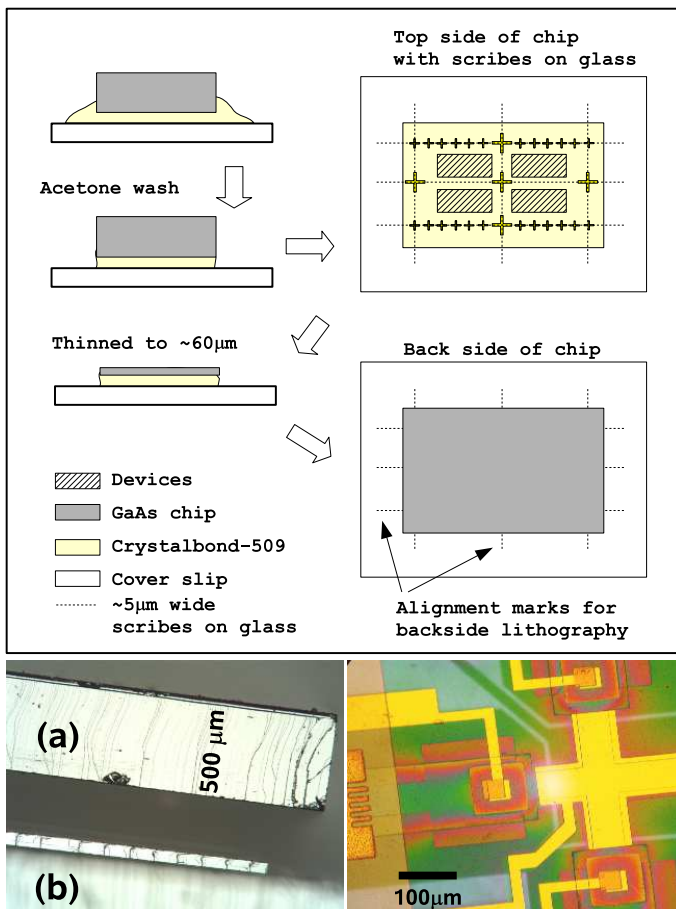 Top side of chip
with scribes on glass
Acetone wash
Thinned to ~60μm
Back side of chip
Devices
GaAs chip
Crystalbond-509
Cover slip
~5μm wide
scribes on glass
Alignment marks for
backside lithography
(a)
500 μm
(b)
100μm